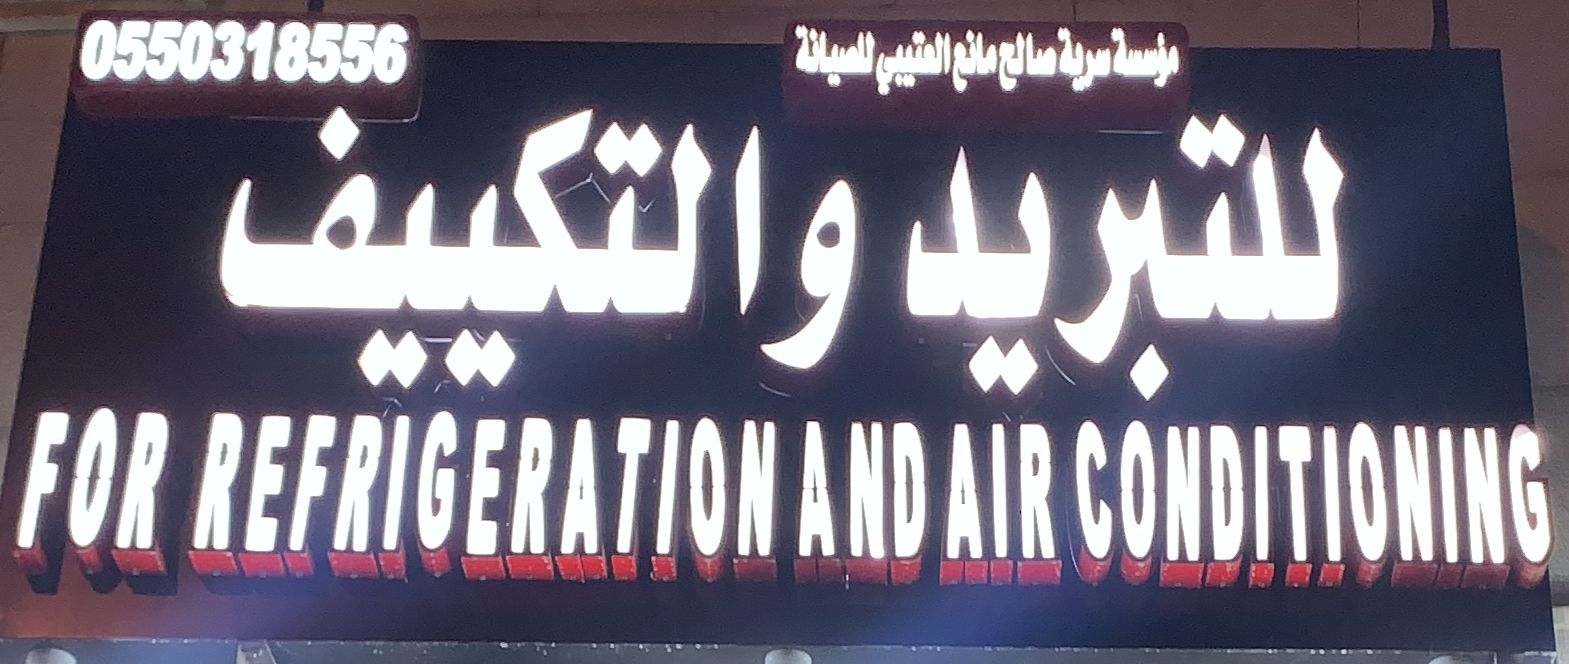 مؤسسة سرية صالح مانع العتيبي للصيانة
0550318556
للتبريد والتكييف
FOR REFRIGERATION AND AIR CONDITIONING